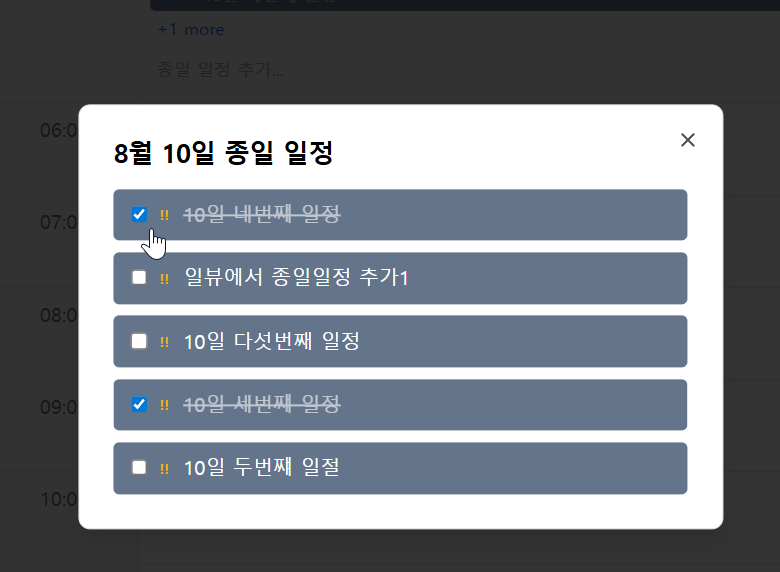 +1 more
종일 일정 추가...
06:0
07:0
08:0
09:0
10:0
8월 10일 종일 일정
!! 10일 네번째 일정
!! 일뷰에서 종일일정 추가1
!! 10일 다섯번째 일정
!! 10일 세번째 일정
!! 10일 두번째 일절